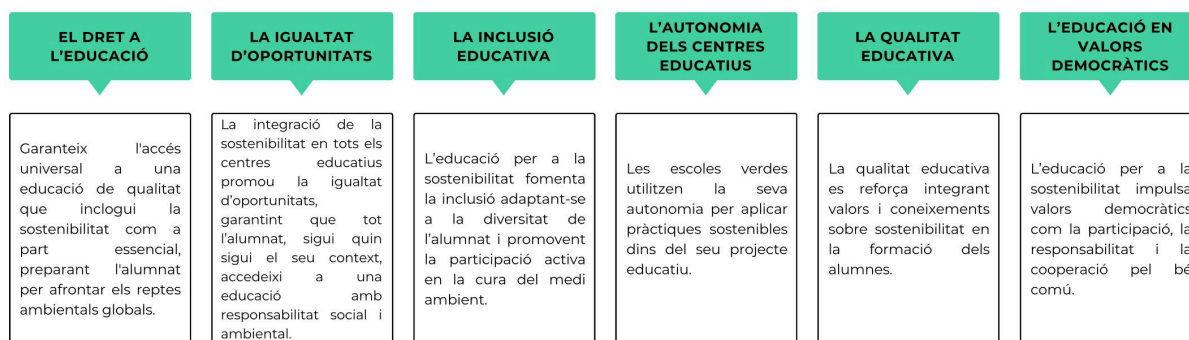 EL DRET A
L'EDUCACIÓ
Garanteix l'accés
universal a una
educació de qualitat
que inclogui la
sostenibilitat com a
part essencial,
preparant l'alumnat
per afrontar els reptes
ambientals globals.
LA IGUALTAT
D'OPORTUNITATS
La integració de la
sostenibilitat en tots els
centres educatius
promou la igualtat
d'oportunitats,
garantint que tot
l'alumnat, sigui quin
sigui el seu context,
accedeixi a una
educació amb
responsabilitat social i
ambiental.
LA INCLUSIÓ
EDUCATIVA
L'educació per a la
sostenibilitat fomenta
la inclusió adaptant-se
a la diversitat de
l'alumnat i promovent
la participació activa
en la cura del medi
ambient.
L'AUTONOMIA
DELS CENTRES
EDUCATIUS
Les escoles verdes
utilitzen la seva
autonomia per aplicar
pràctiques sostenibles
dins del seu projecte
educatiu.
LA QUALITAT
EDUCATIVA
La qualitat educativa
es reforça integrant
valors i coneixements
sobre sostenibilitat en
la formació dels
alumnes.
L'EDUCACIÓ EN
VALORS
DEMOCRÀTICS
L'educació per a la
sostenibilitat impulsa
valors democràtics
com la participació, la
responsabilitat i la
cooperació pel bé
comú.